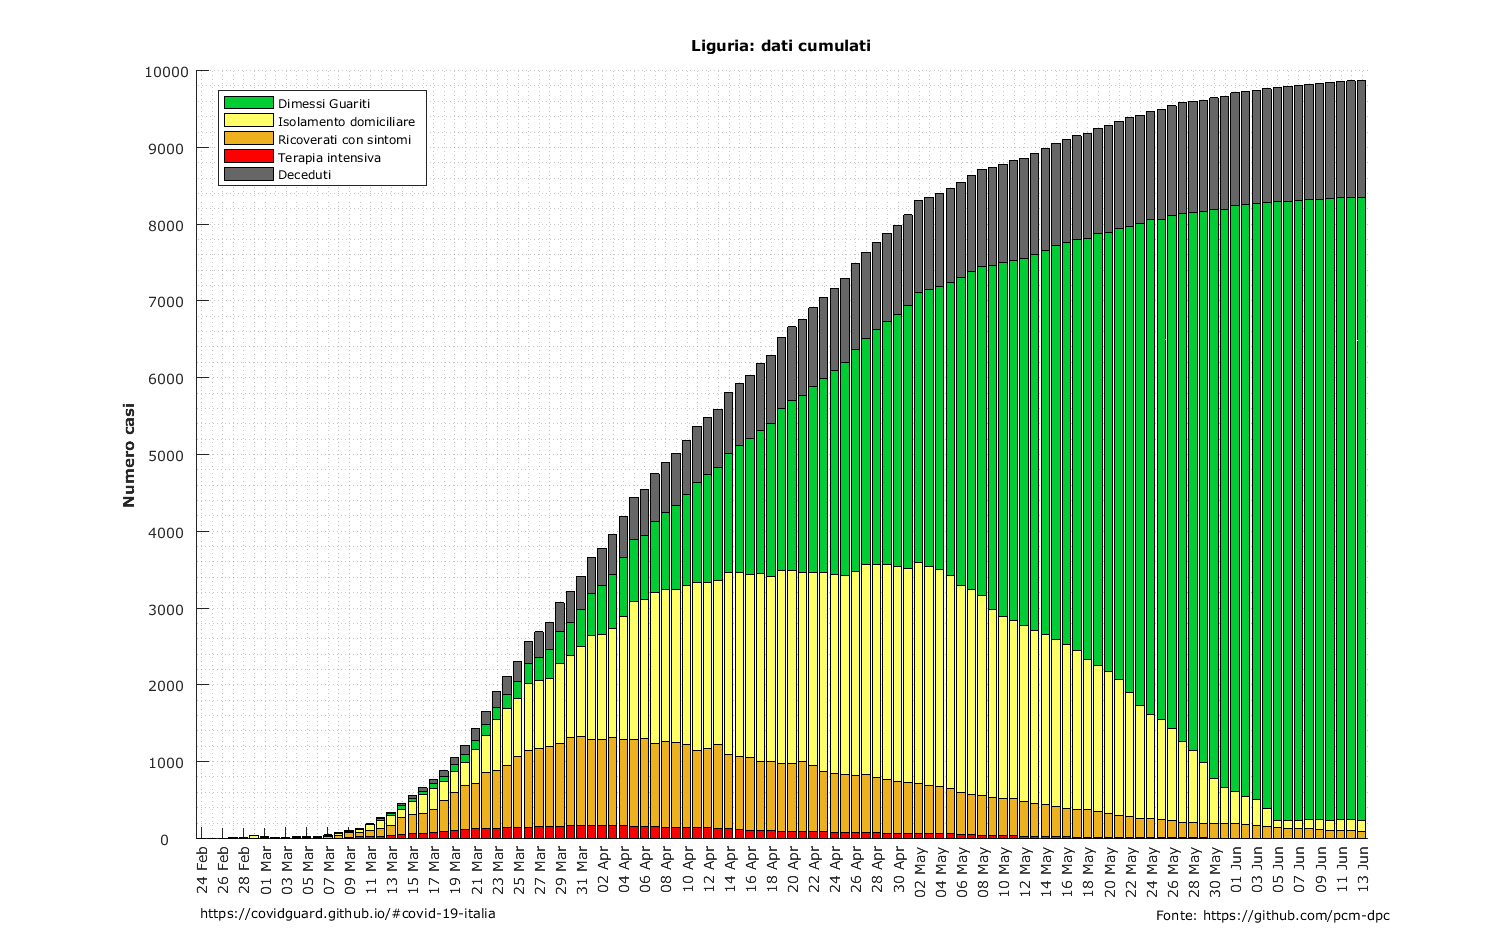 Liguria: dati cumulati
10000
9000
8000
7000
6000
5000
4000
3000
2000
1000
0
Numero casi
Dimessi Guariti
Isolamento domiciliare
Ricoverati con sintomi
Terapia intensiva
Deceduti
24 Feb
26 Feb
28 Feb
01 Mar
03 Mar
05 Mar
07 Mar
09 Mar
11 Mar
13 Mar
15 Mar
17 Mar
19 Mar
21 Mar
23 Mar
25 Mar
27 Mar
29 Mar
31 Mar
02 Apr
04 Apr
06 Apr
08 Apr
10 Apr
12 Apr
14 Apr
16 Apr
18 Apr
20 Apr
22 Apr
24 Apr
26 Apr
28 Apr
30 Apr
02 May
04 May
06 May
08 May
10 May
12 May
14 May
16 May
18 May
20 May
22 May
24 May
26 May
28 May
30 May
01 Jun
03 Jun
05 Jun
07 Jun
09 Jun
11 Jun
13 Jun
https://covidguard.github.io/#covid-19-italia
Fonte: https://github.com/pcm-dpc